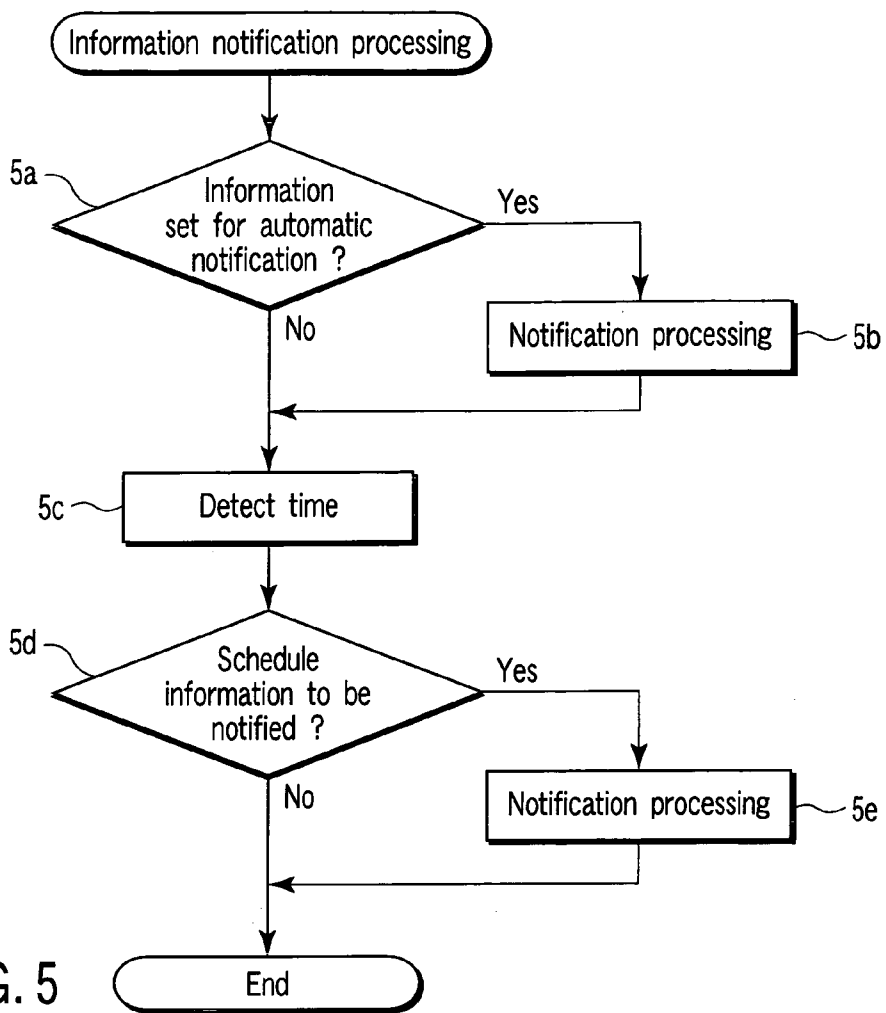 Information notification processing
5a
Information
set for automatic
notification ?
Yes
No
Notification processing
5b
5c
Detect time
5d
Schedule
information to be
notified ?
Yes
No
Notification processing
5e
End
G. 5